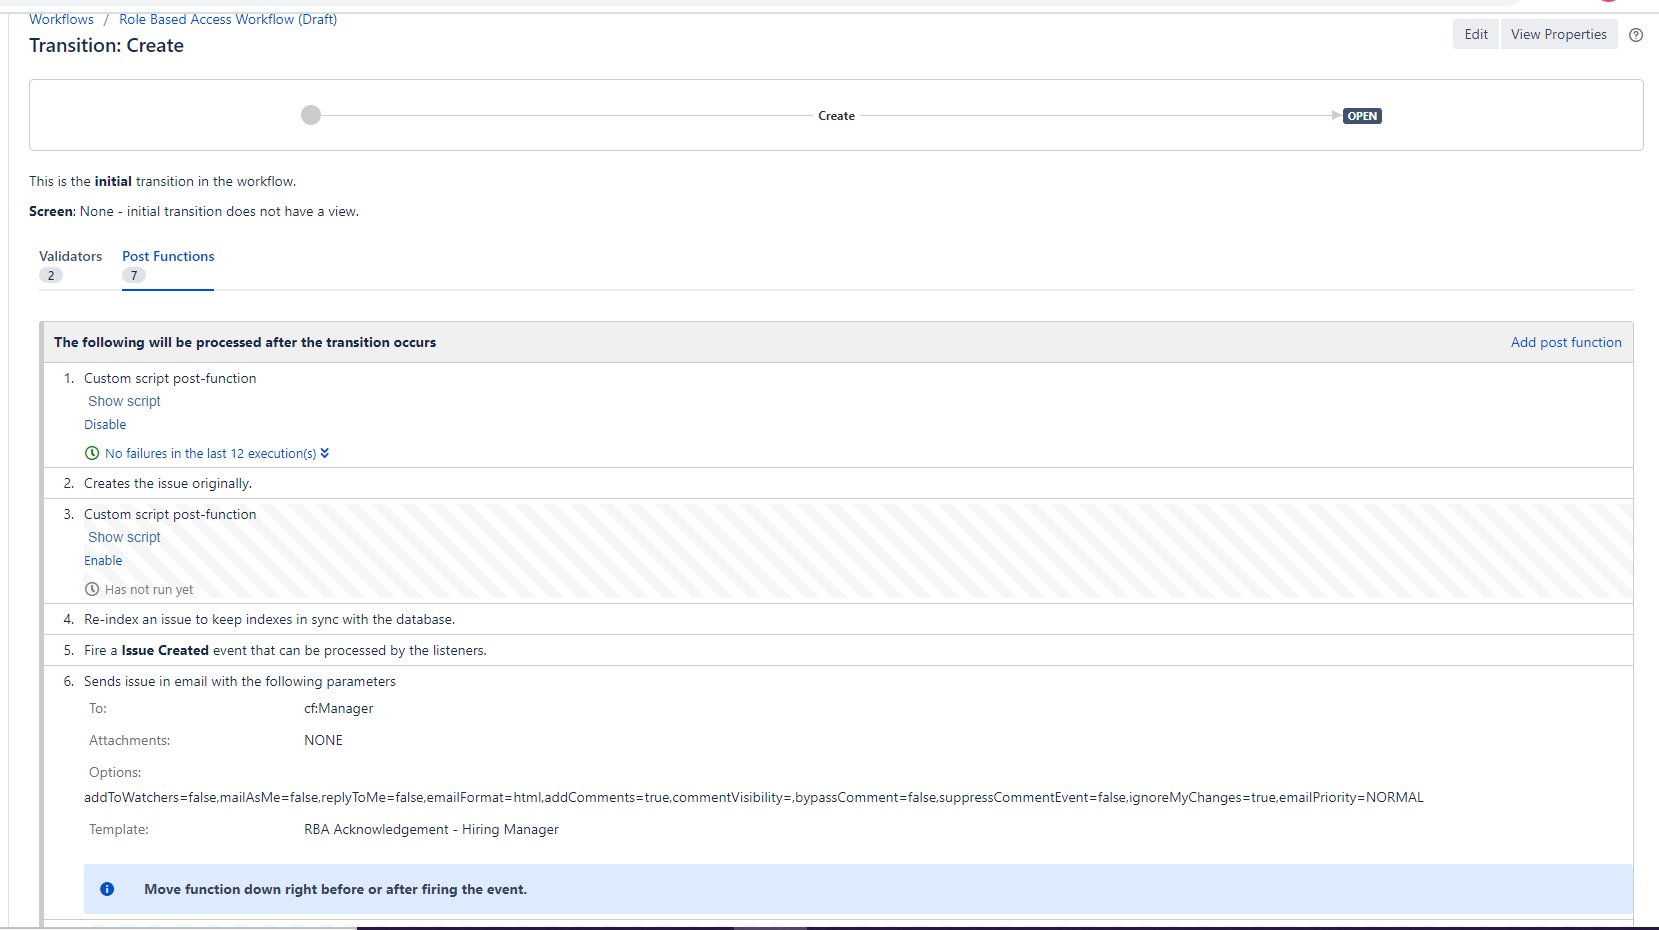 Workflows / Role Based Access Workflow (Draft)
Transition: Create
Edit View Properties
Create OPEN
This is the initial transition in the workflow.
Screen: None - initial transition does not have a view.
Validators Post Functions
2 7
The following will be processed after the transition occurs Add post function
1. Custom script post-function
Show script
Disable
No failures in the last 12 execution(s)
2. Creates the issue originally.
3. Custom script post-function
Show script
Enable
Has not run yet
4. Re-index an issue to keep indexes in sync with the database.
5. Fire a Issue Created event that can be processed by the listeners.
6. Sends issue in email with the following parameters
To: cf:Manager
Attachments: NONE
Options:
addToWatchers=false,mailAsMe=false,replyToMe=false,emailFormat=html,addComments=true,commentVisibility=,bypassComment=false,suppressCommentEvent=false,ignoreMyChanges=true,emailPriority=NORMAL
Template: RBA Acknowledgement - Hiring Manager
Move function down right before or after firing the event.